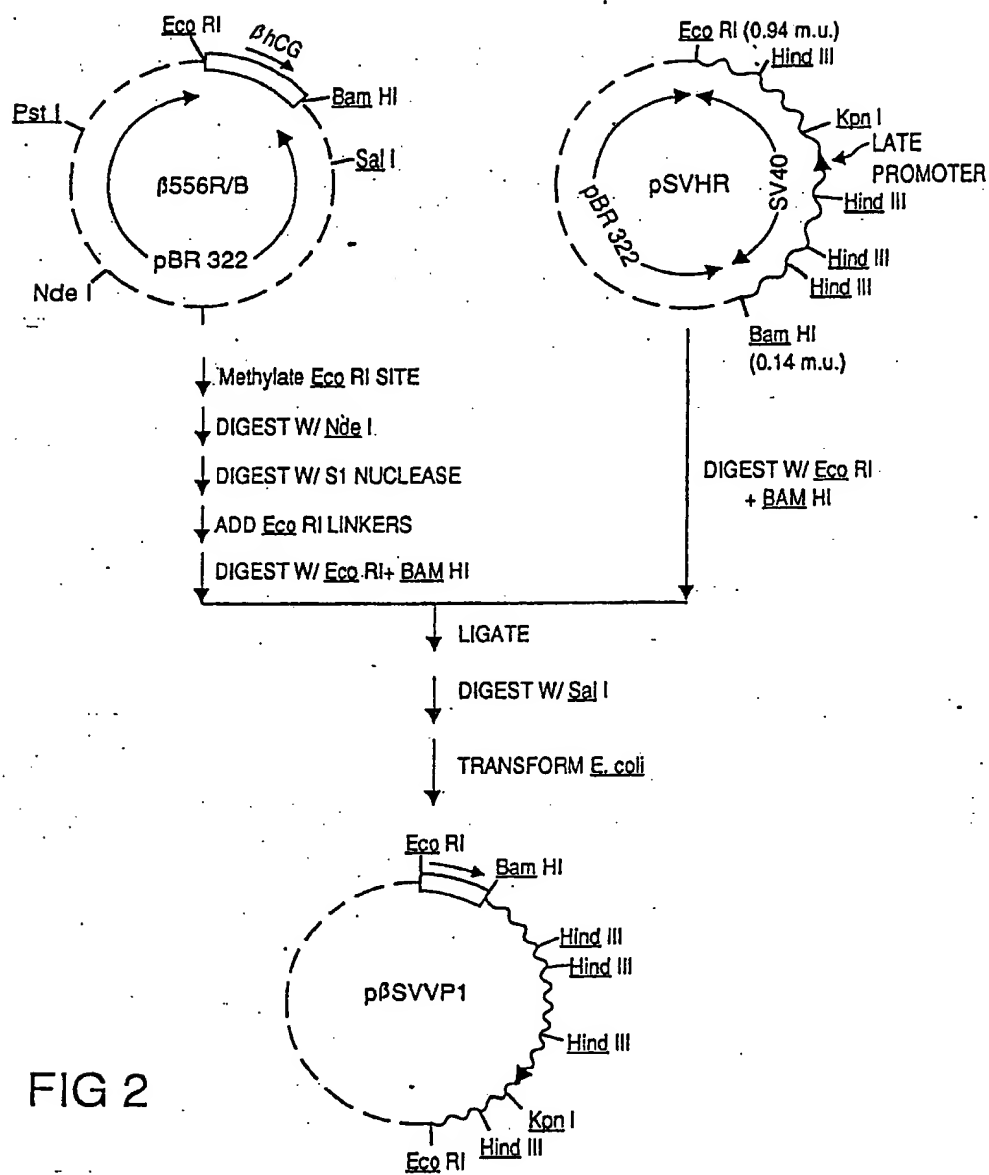 Eco RI
βhCG
Bam HI
Pst I
Sal I
β556R/B
pBR 322
Nde I
Eco RI (0.94 m.u.)
Hind III
Kpn I
LATE
PROMOTER
pSVHR
SV40
pBR 322
Hind III
Hind III
Hind III
Bam HI
(0.14 m.u.)
Methylate Eco RI SITE
DIGEST W/ Nde I
DIGEST W/ S1 NUCLEASE
ADD Eco RI LINKERS
DIGEST W/ Eco RI+ BAM HI
DIGEST W/ Eco RI
+ BAM HI
LIGATE
DIGEST W/ Sal I
TRANSFORM E. coli
Eco RI
Bam HI
Hind III
Hind III
pβSVVP1
Hind III
Kpn I
Hind III
Eco RI
FIG 2